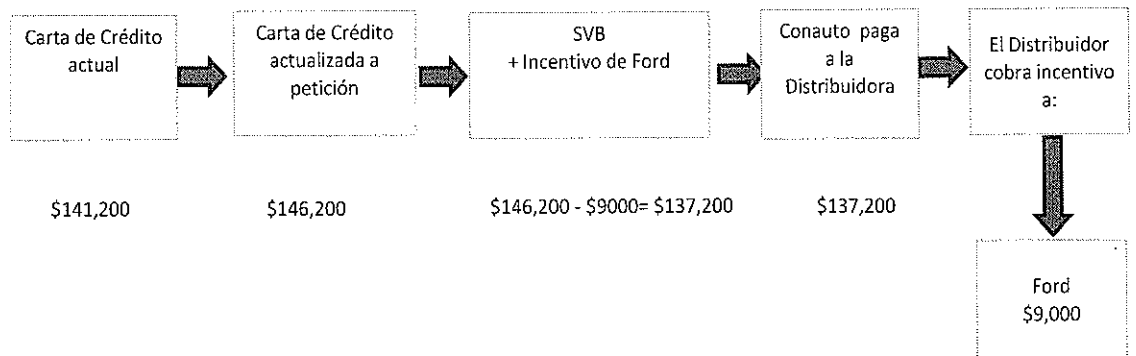 Carta de Crédito
actual
Carta de Crédito
actualizada a
petición
SVB
+ Incentivo de Ford
Conauto paga
a la
Distribuidora
El Distribuidor
cobra incentivo
a:
$141,200
$146,200
$146,200 - $9000= $137,200
$137,200
Ford
$9,000